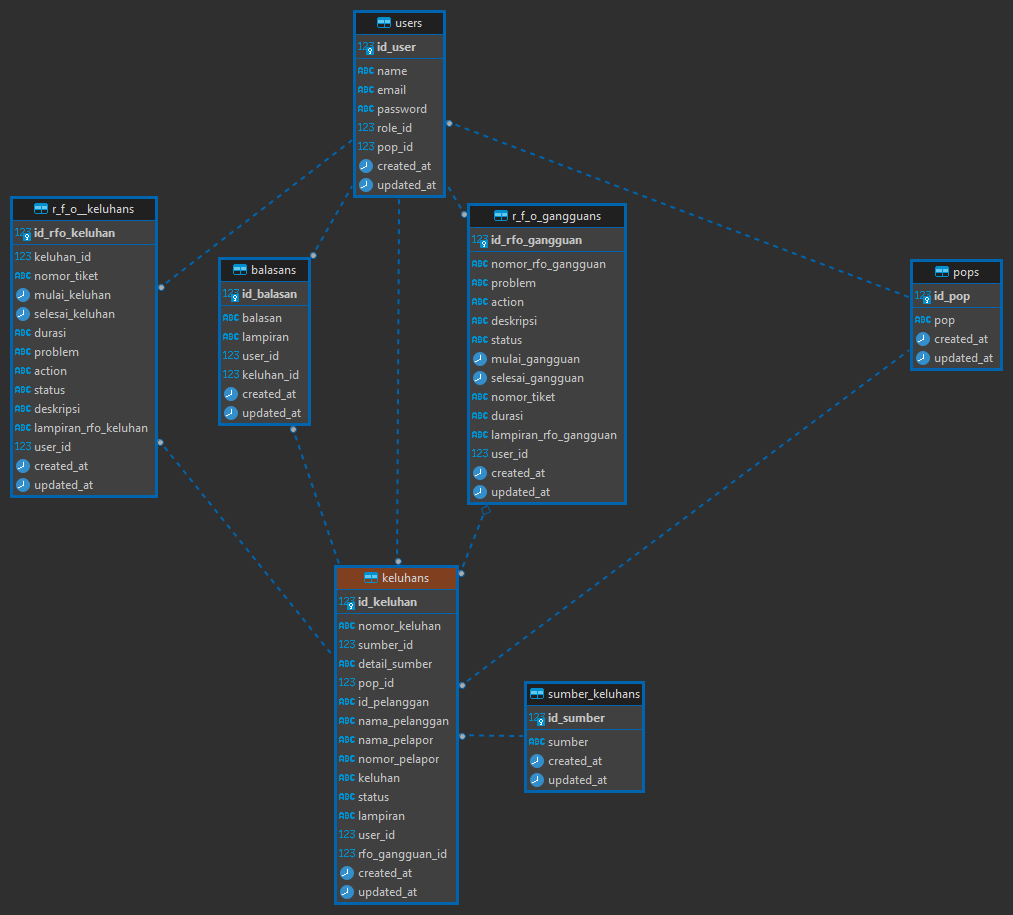 users
123 id_user
ABC name
ABC email
ABC password
123 role_id
123 pop_id
created_at
updated_at
r_f_o__keluhans
123 id_rfo_keluhan
123 keluhan_id
ABC nomor_tiket
mulai_keluhan
selesai_keluhan
ABC durasi
ABC problem
ABC action
ABC status
ABC deskripsi
ABC lampiran_rfo_keluhan
123 user_id
created_at
updated_at
balasans
123 id_balasan
ABC balasan
ABC lampiran
123 user_id
123 keluhan_id
created_at
updated_at
r_f_o_gangguans
123 id_rfo_gangguan
ABC nomor_rfo_gangguan
ABC problem
ABC action
ABC deskripsi
ABC status
mulai_gangguan
selesai_gangguan
ABC nomor_tiket
ABC durasi
ABC lampiran_rfo_gangguan
123 user_id
created_at
updated_at
pops
123 id_pop
ABC pop
created_at
updated_at
keluhans
123 id_keluhan
ABC nomor_keluhan
123 sumber_id
ABC detail_sumber
123 pop_id
ABC id_pelanggan
ABC nama_pelanggan
ABC nama_pelapor
ABC nomor_pelapor
ABC keluhan
ABC status
ABC lampiran
123 user_id
123 rfo_gangguan_id
created_at
updated_at
sumber_keluhans
123 id_sumber
ABC sumber
created_at
updated_at